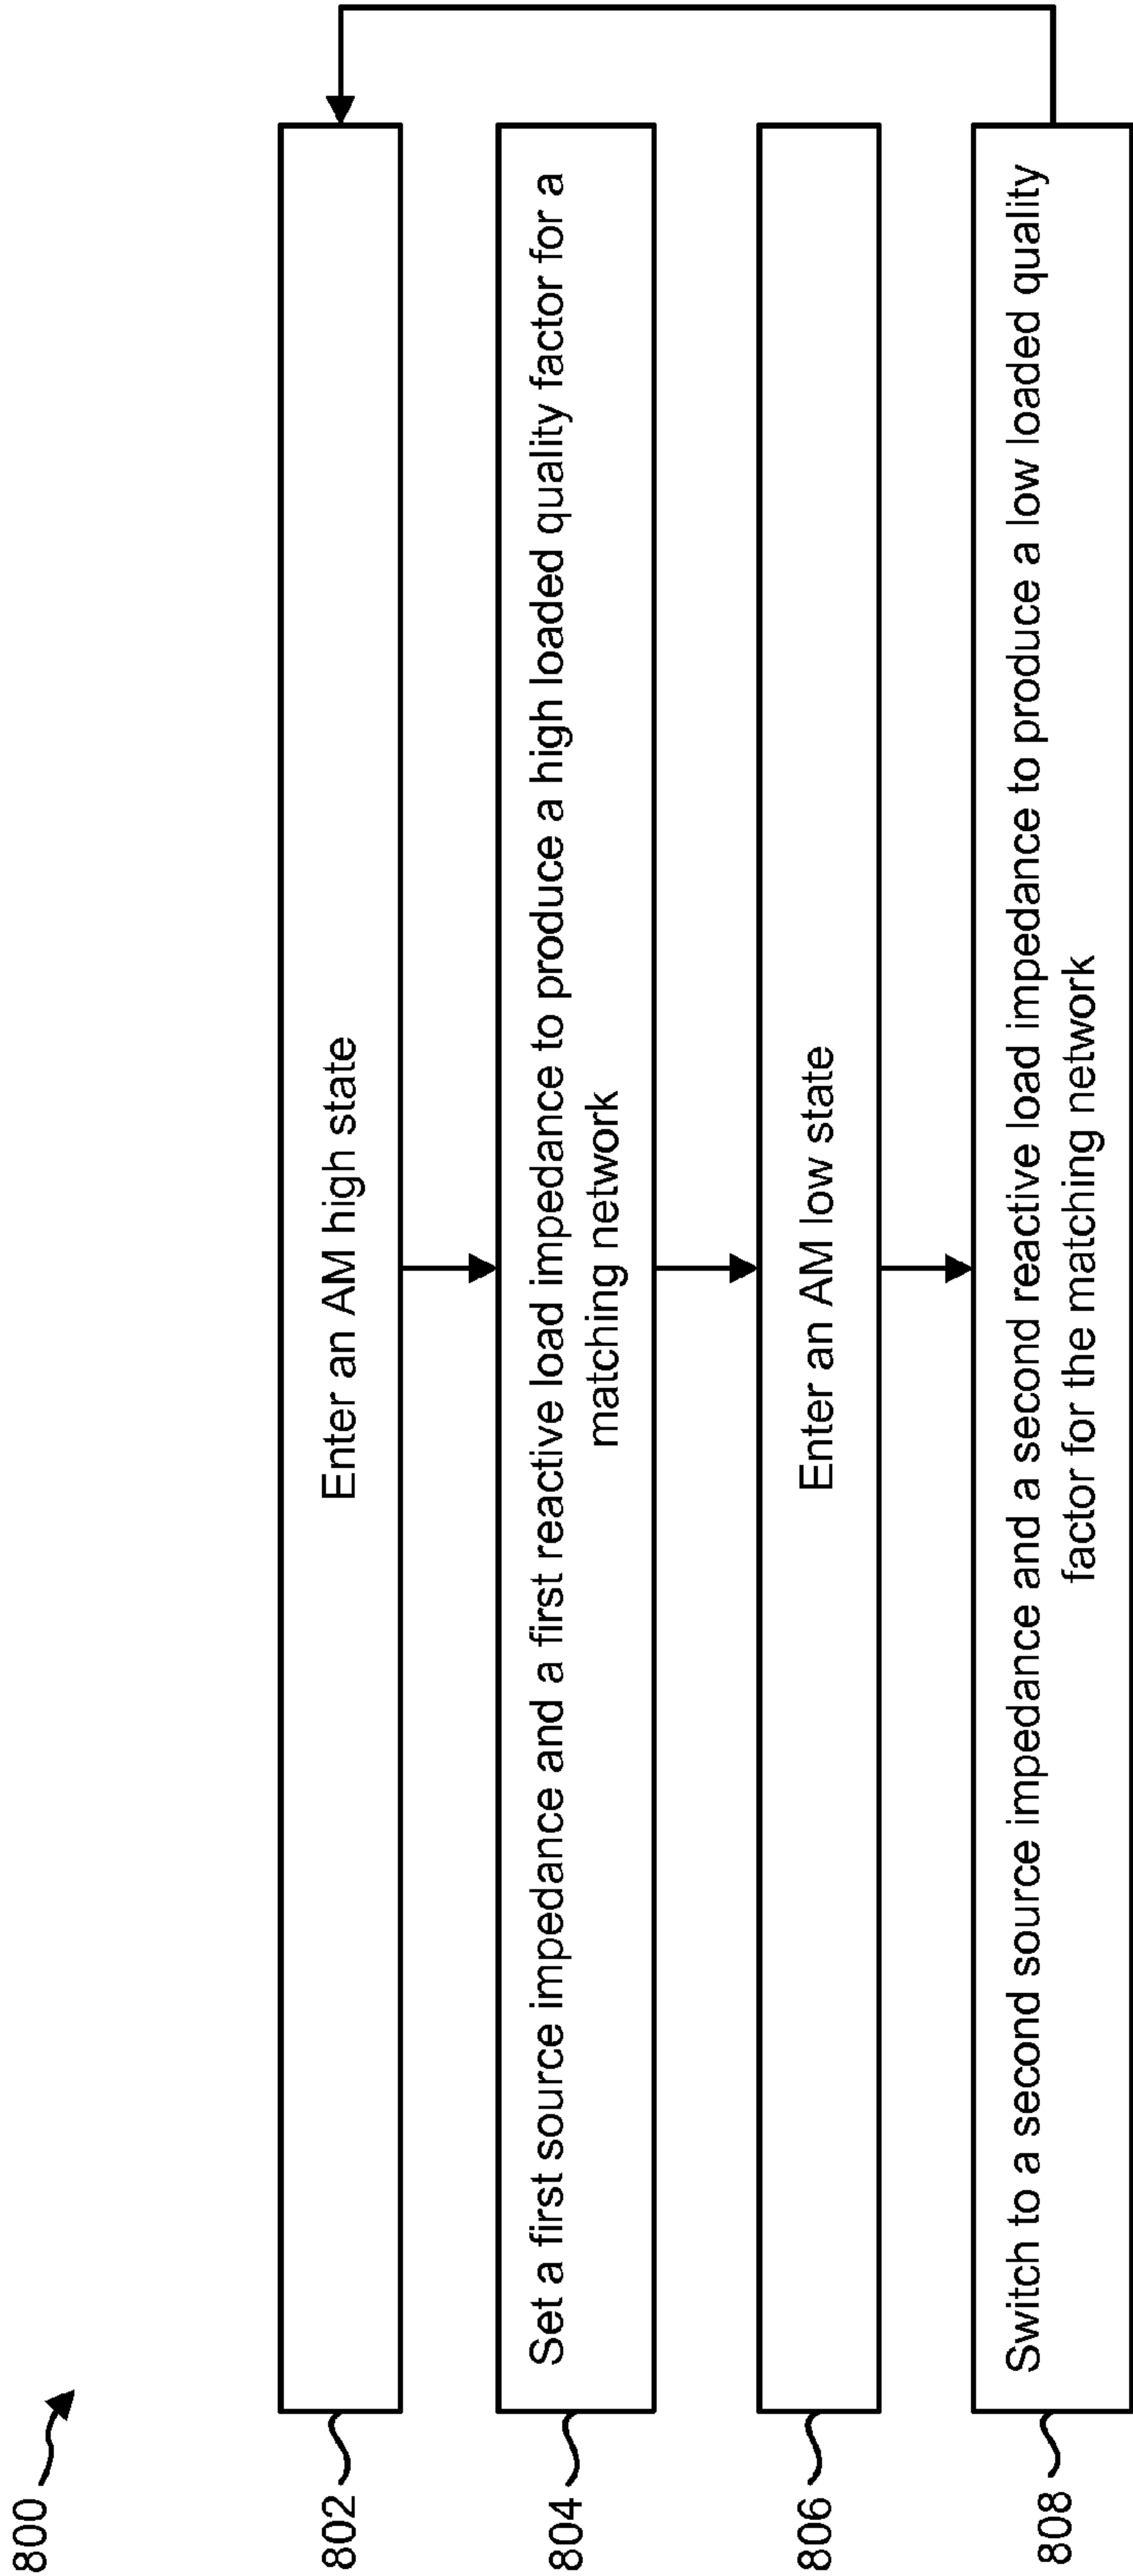 800
802
Enter an AM high state
804
Set a first source impedance and a first reactive load impedance to produce a high loaded quality factor for a
matching network
806
Enter an AM low state
808
Switch to a second source impedance and a second reactive load impedance to produce a low loaded quality
factor for the matching network